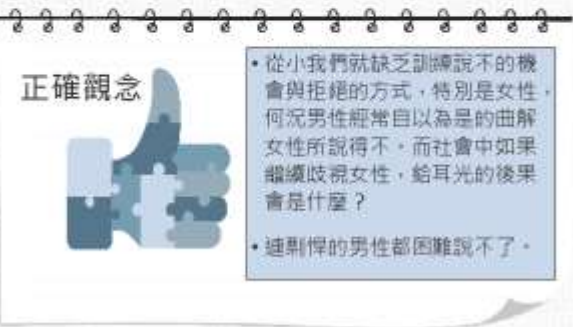 正確觀念
•從小我們就缺乏訓練說不的機
會與拒絕的方式,特別是女性,
何況男性經常自以為是的曲解
女性所說得不。而社會中如果
繼續歧視女性,給耳光的後果
會是什麼?
•連剽悍的男性都困難說不了。